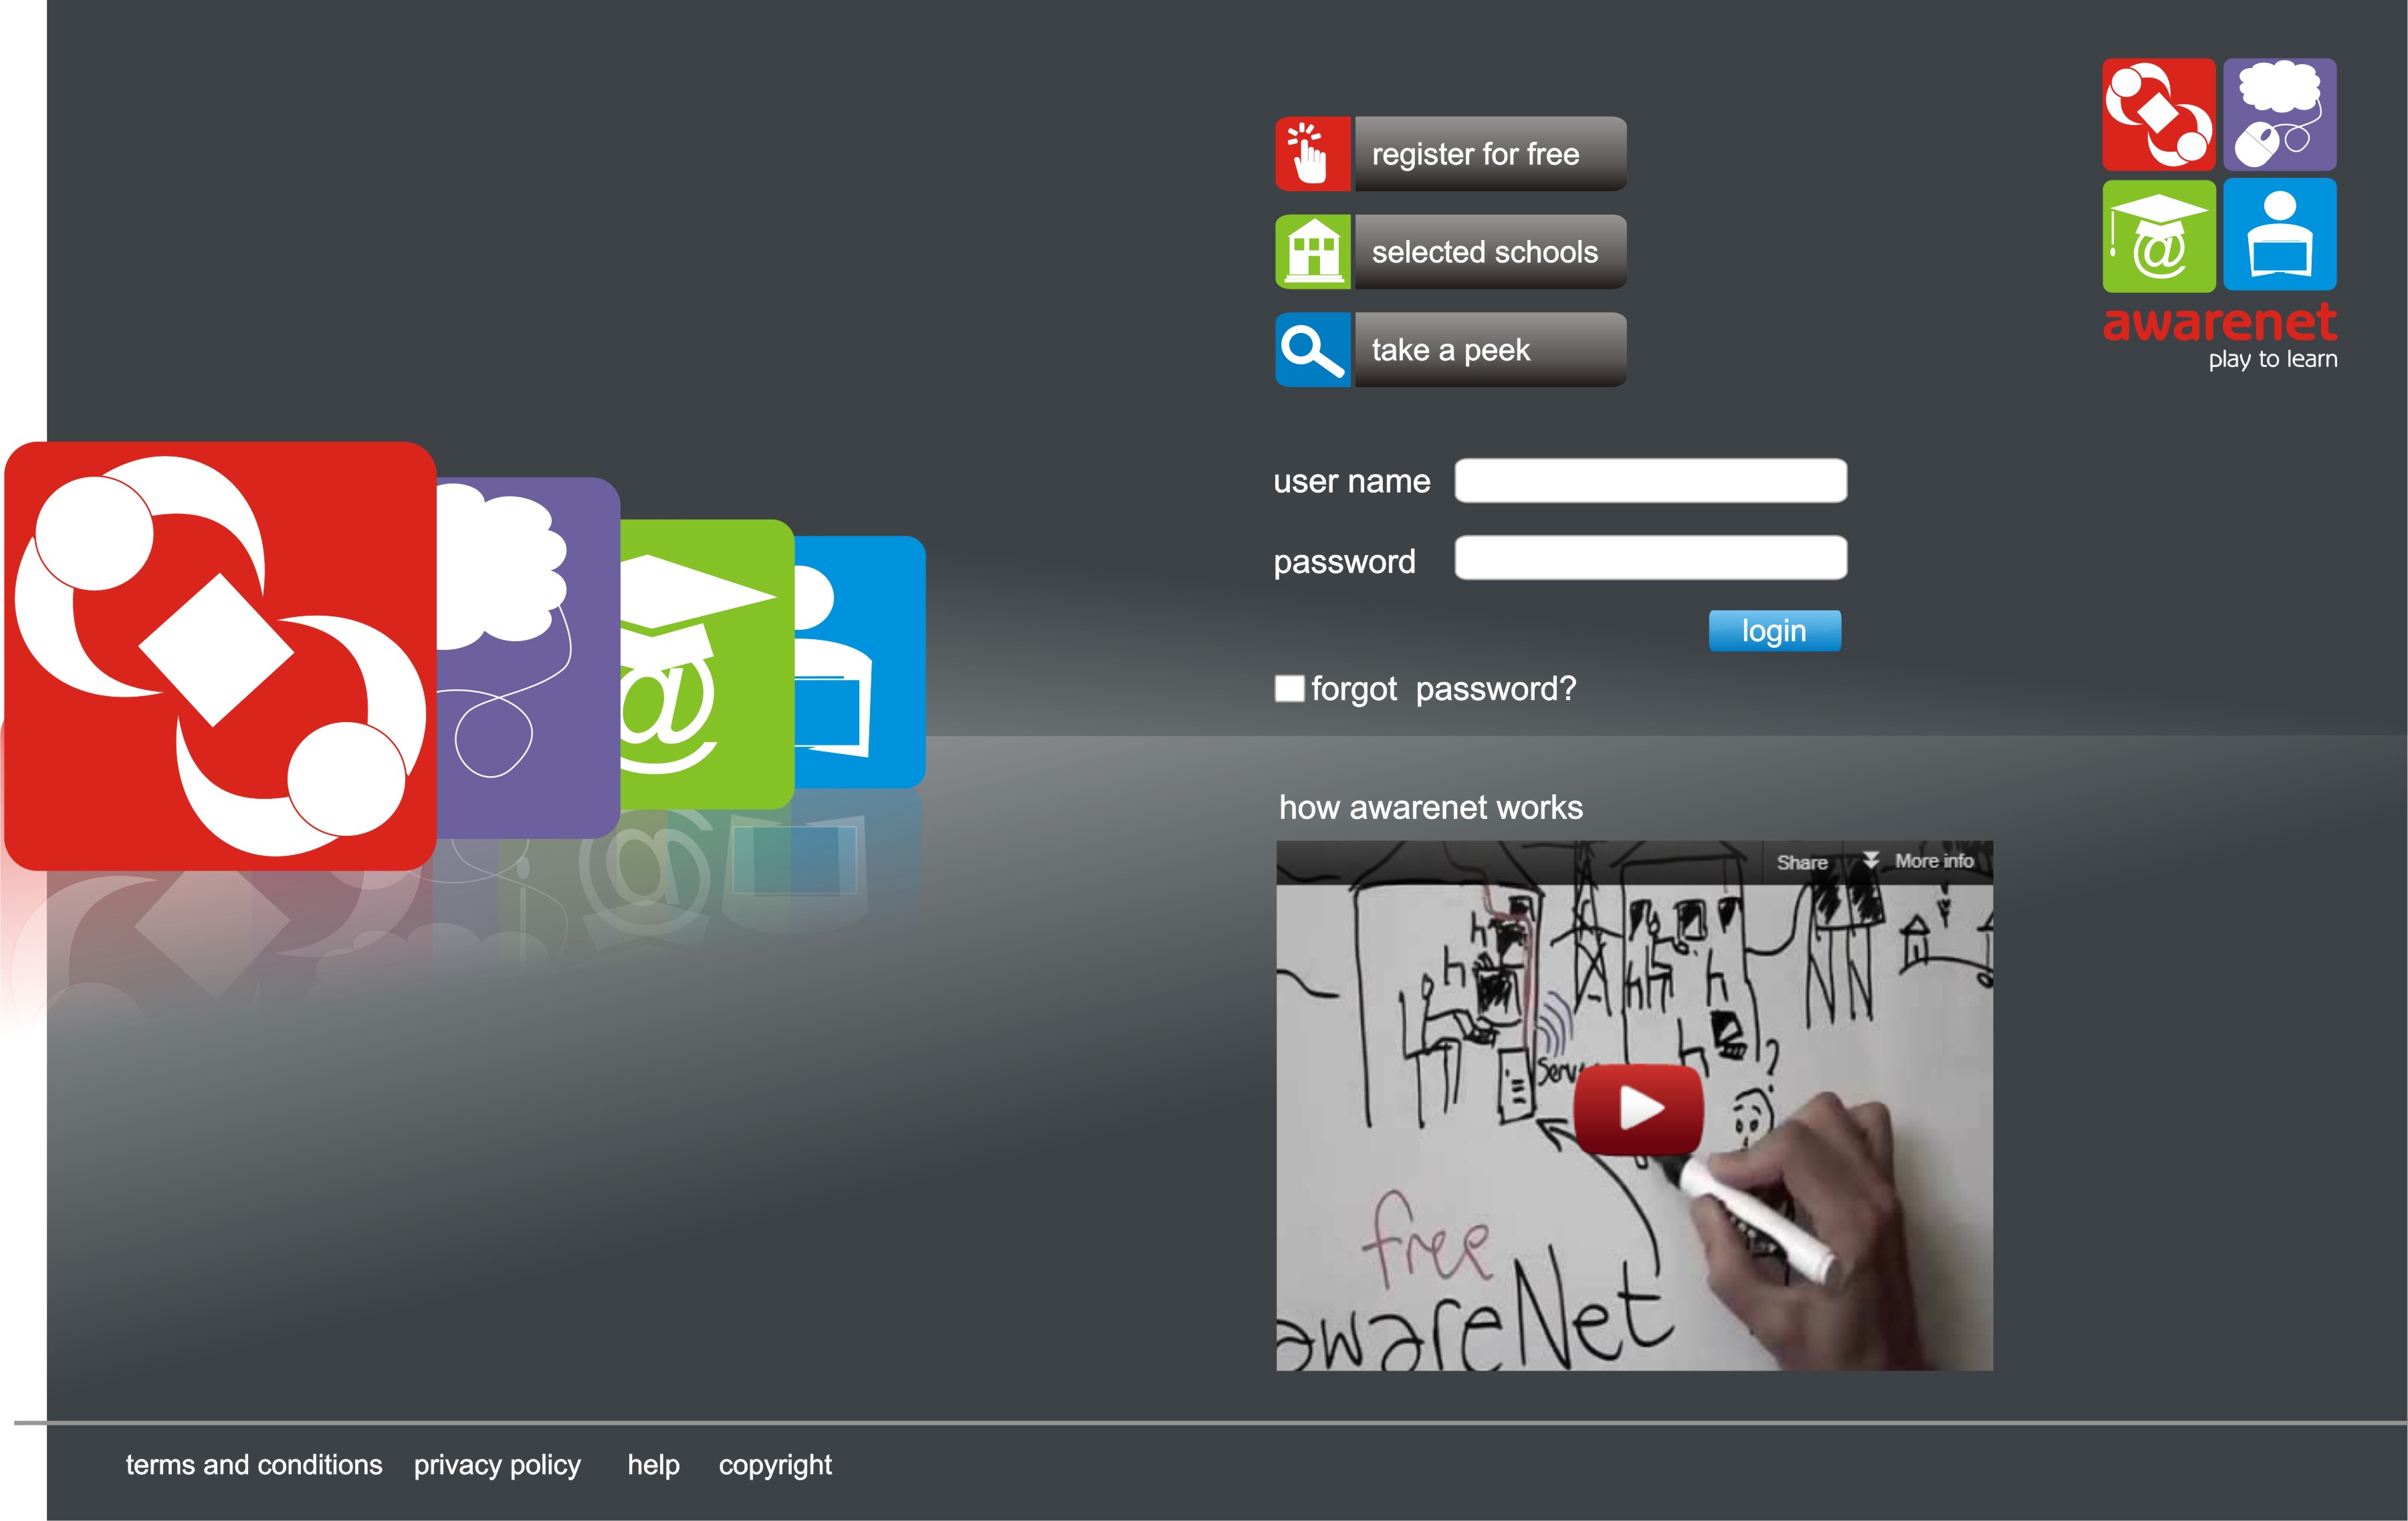 register for free
selected schools
take a peek
@
awarenet
play to learn
user name
password
login
forgot password?
@
how awarenet works
Share More info
free
awareNet
terms and conditions privacy policy help copyright